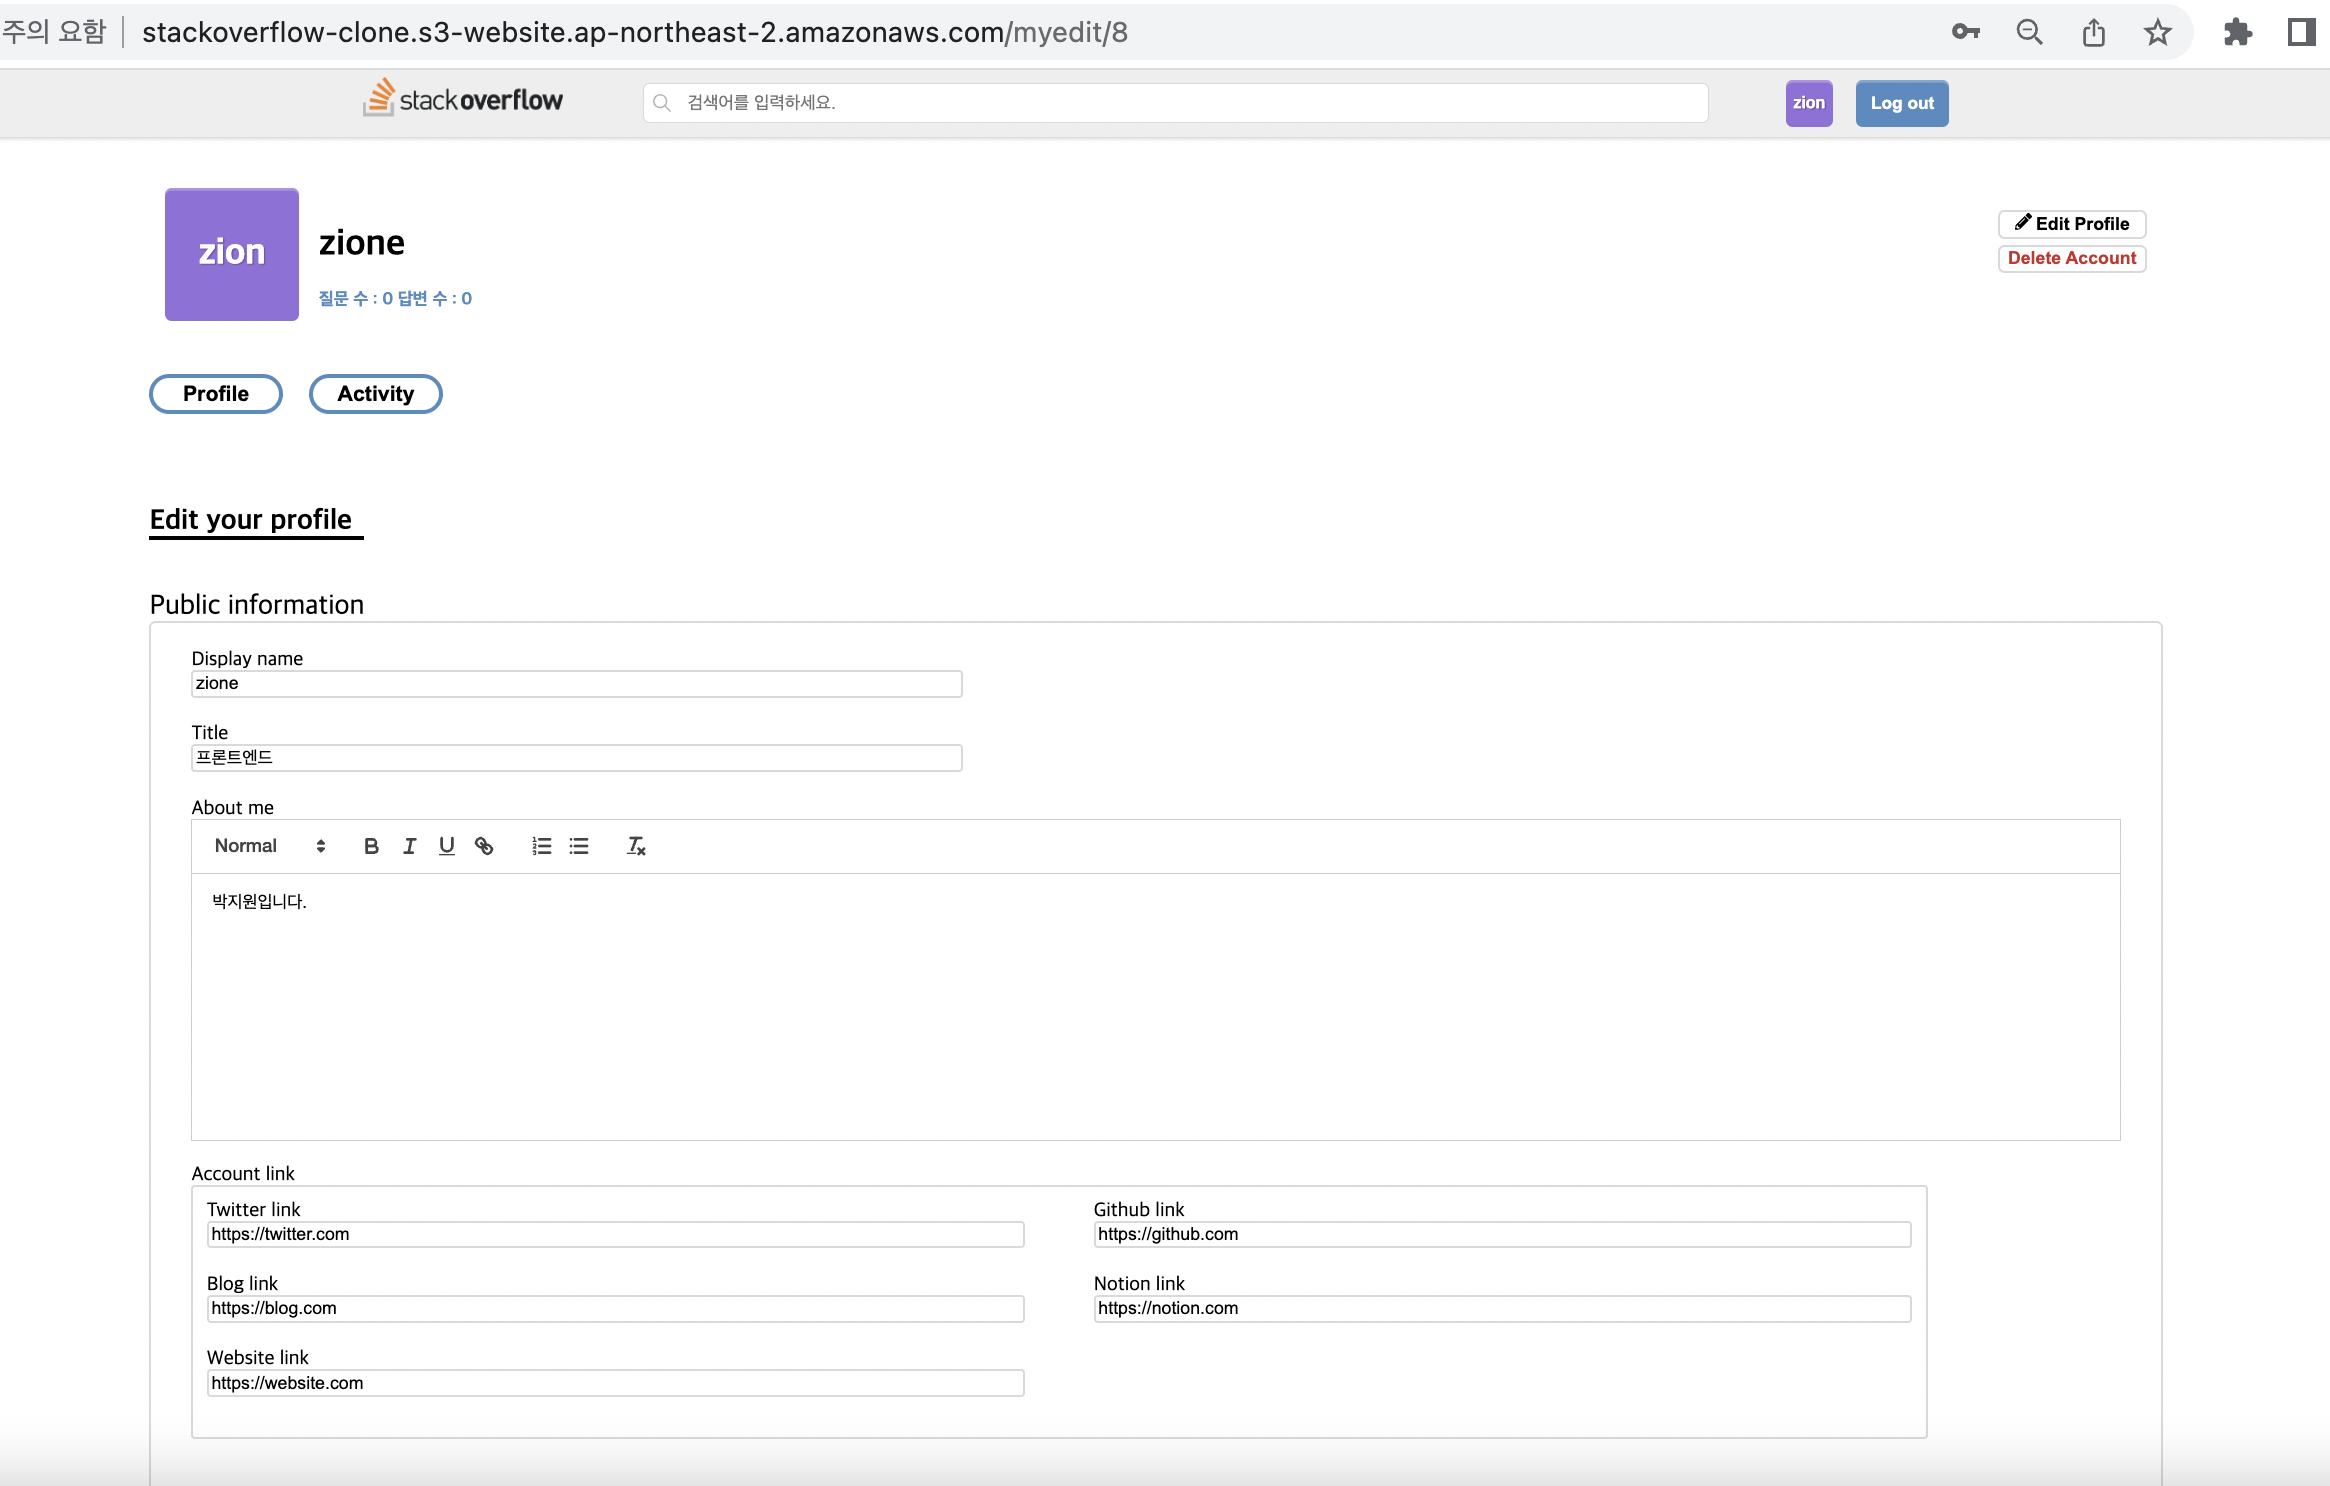 주의 요함 stackoverflow-clone.s3-website.ap-northeast-2.amazonaws.com/myedit/8
stackoverflow 검색어를 입력하세요. zion Log out
zion
zione
질문 수 : 0 답변 수 : 0
Edit Profile
Delete Account
Profile Activity
Edit your profile
Public information
Display name
zione
Title
프론트엔드
About me
Normal B I U
박지원입니다.
Account link
Twitter link Github link
https://twitter.com https://github.com
Blog link Notion link
https://blog.com https://notion.com
Website link
https://website.com